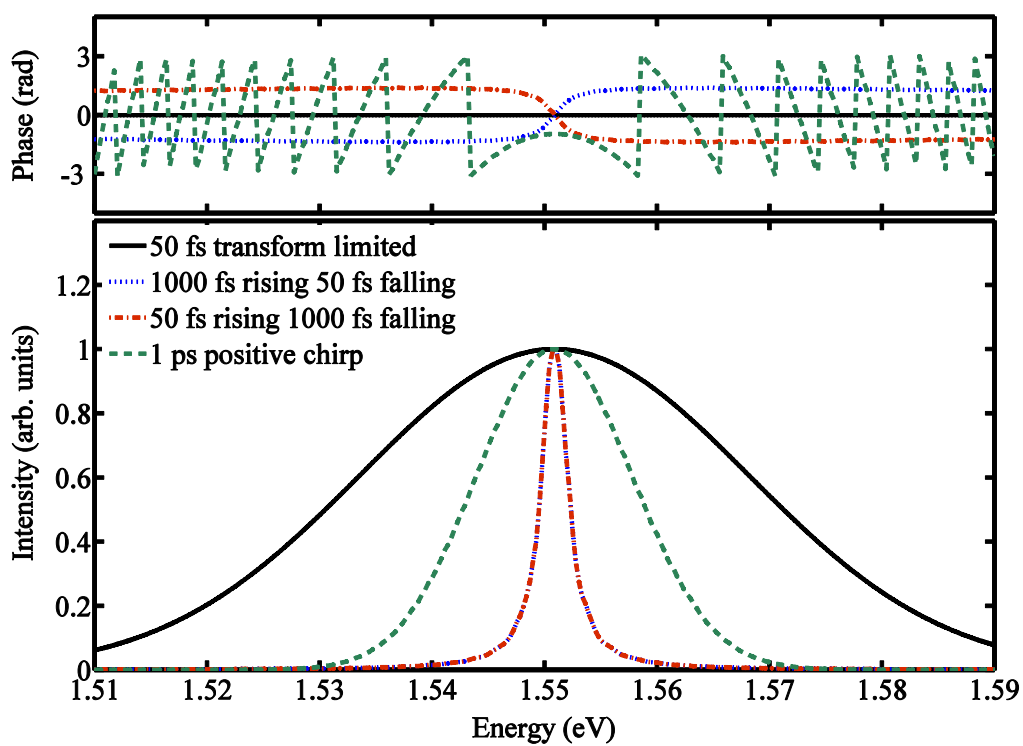 Phase (rad)
3
0
-3
50 fs transform limited
1000 fs rising 50 fs falling
50 fs rising 1000 fs falling
1 ps positive chirp
Intensity (arb. units)
1.2
1
0.8
0.6
0.4
0.2
0
1.51 1.52 1.53 1.54 1.55 1.56 1.57 1.58 1.59
Energy (eV)